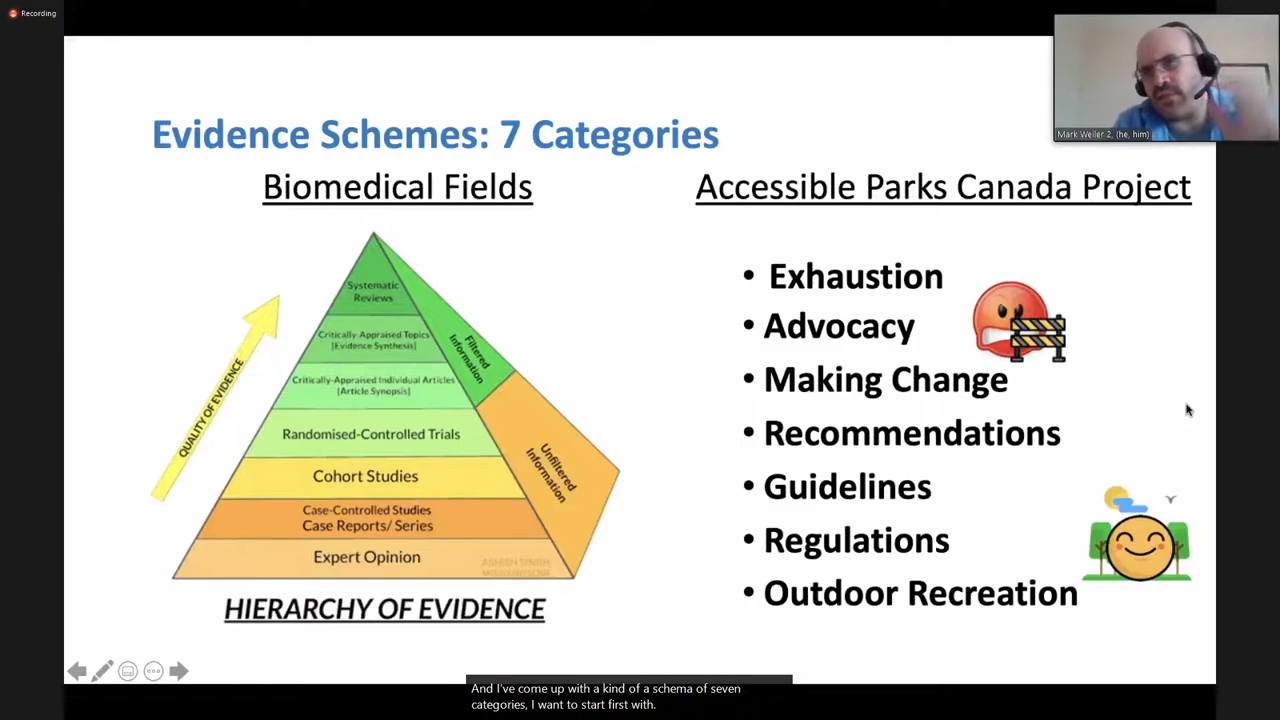 Recording
Mark Weiler 2, (he, him)
Evidence Schemes: 7 Categories
Biomedical Fields
Systematic
Reviews
Critically-Appraised Topics
[Evidence Synthesis]
Critically-Appraised Individual Articles
[Article Synopsis]
Randomised-Controlled Trials
Cohort Studies
Case-Controlled Studies
Case Reports/ Series
Expert Opinion
QUALITY OF EVIDENCE
Filtered
Information
Unfiltered
Information
HIERARCHY OF EVIDENCE
Accessible Parks Canada Project
• Exhaustion
• Advocacy
• Making Change
• Recommendations
• Guidelines
• Regulations
• Outdoor Recreation
And I've come up with a kind of a schema of seven
categories, I want to start first with.